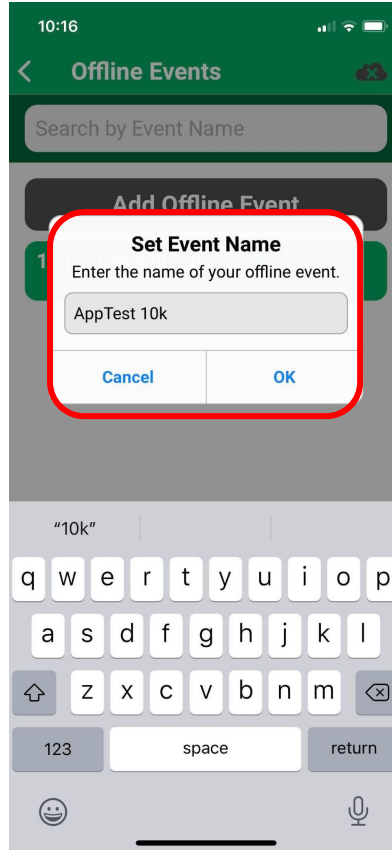 10:16
Offline Events
Search by Event Name
Add Offline Event
1
Set Event Name
Enter the name of your offline event.
AppTest 10k
Cancel OK
“10k”
q w e r t y u i o p
a s d f g h j k l
z x c v b n m
123 space return